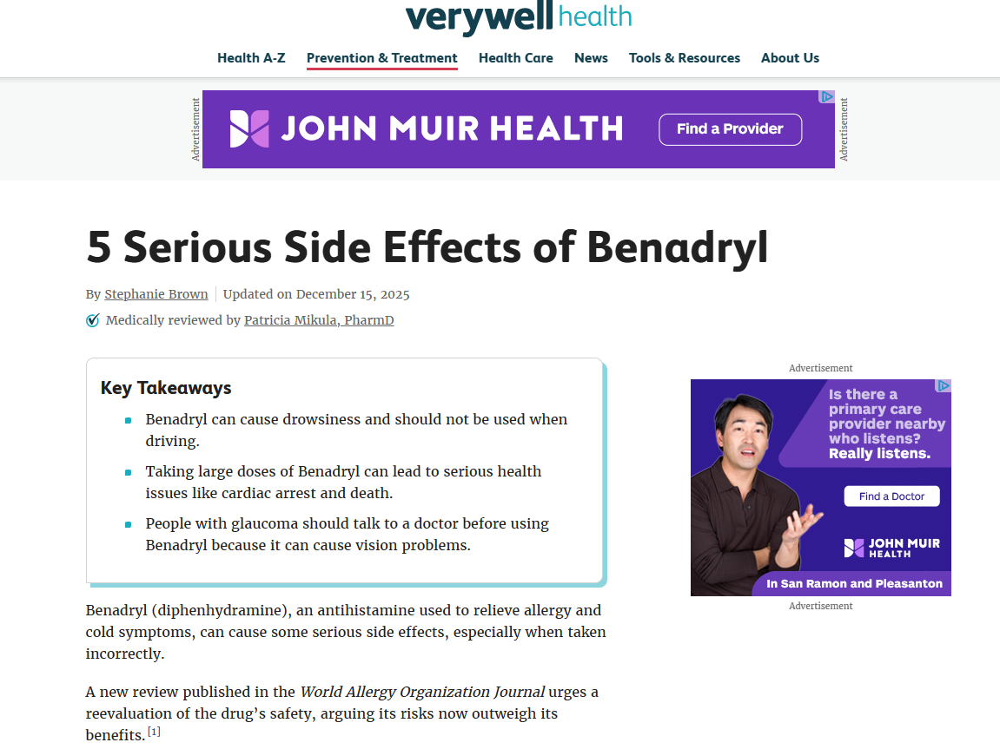 verywell health
Health A-Z Prevention & Treatment Health Care News Tools & Resources About Us
Advertisement
JOHN MUIR HEALTH
Find a Provider
Advertisement
5 Serious Side Effects of Benadryl
By Stephanie Brown Updated on December 15, 2025
Medically reviewed by Patricia Mikula, PharmD
Key Takeaways
Benadryl can cause drowsiness and should not be used when
driving.
Taking large doses of Benadryl can lead to serious health
issues like cardiac arrest and death.
People with glaucoma should talk to a doctor before using
Benadryl because it can cause vision problems.
Benadryl (diphenhydramine), an antihistamine used to relieve allergy and
cold symptoms, can cause some serious side effects, especially when taken
incorrectly.
A new review published in the World Allergy Organization Journal urges a
reevaluation of the drug’s safety, arguing its risks now outweigh its
benefits. [1]
Advertisement
Is there a
primary care
provider nearby
who listens?
Really listens.
Find a Doctor
JOHN MUIR
HEALTH
In San Ramon and Pleasanton
Advertisement